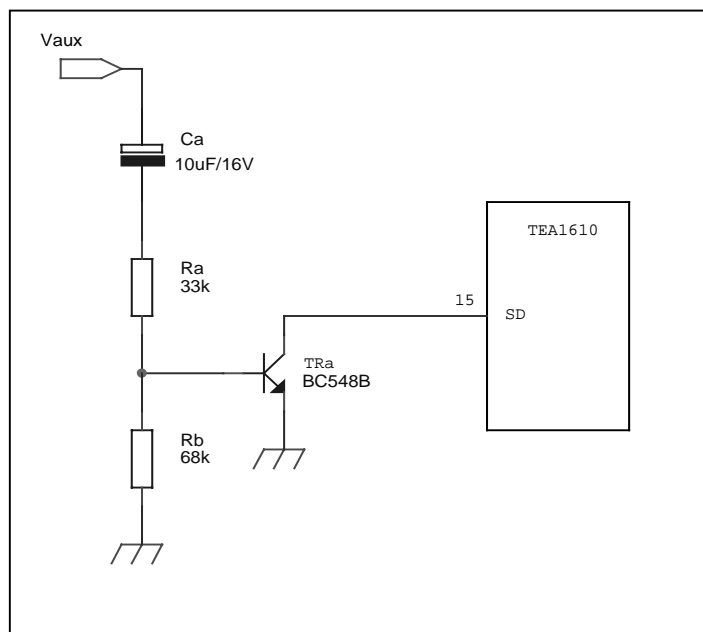 Vaux
Ca
10uF/16V
TEA1610
Ra
33k
15
SD
TRa
BC548B
Rb
68k